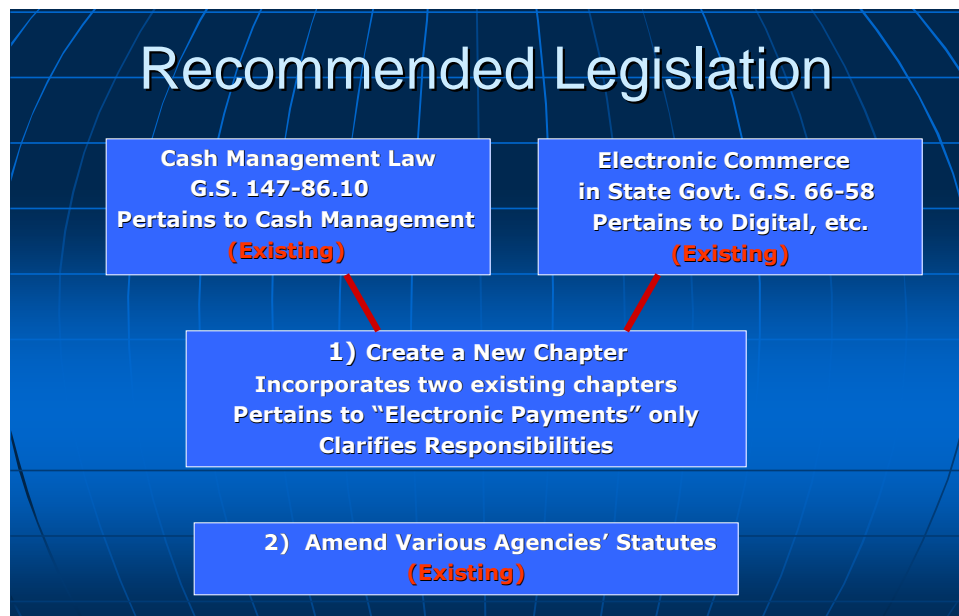 Recommended Legislation
Cash Management Law
G.S. 147-86.10
Pertains to Cash Management
(Existing)
Electronic Commerce
in State Govt. G.S. 66-58
Pertains to Digital, etc.
(Existing)
1) Create a New Chapter
Incorporates two existing chapters
Pertains to “Electronic Payments” only
Clarifies Responsibilities
2) Amend Various Agencies’ Statutes
(Existing)